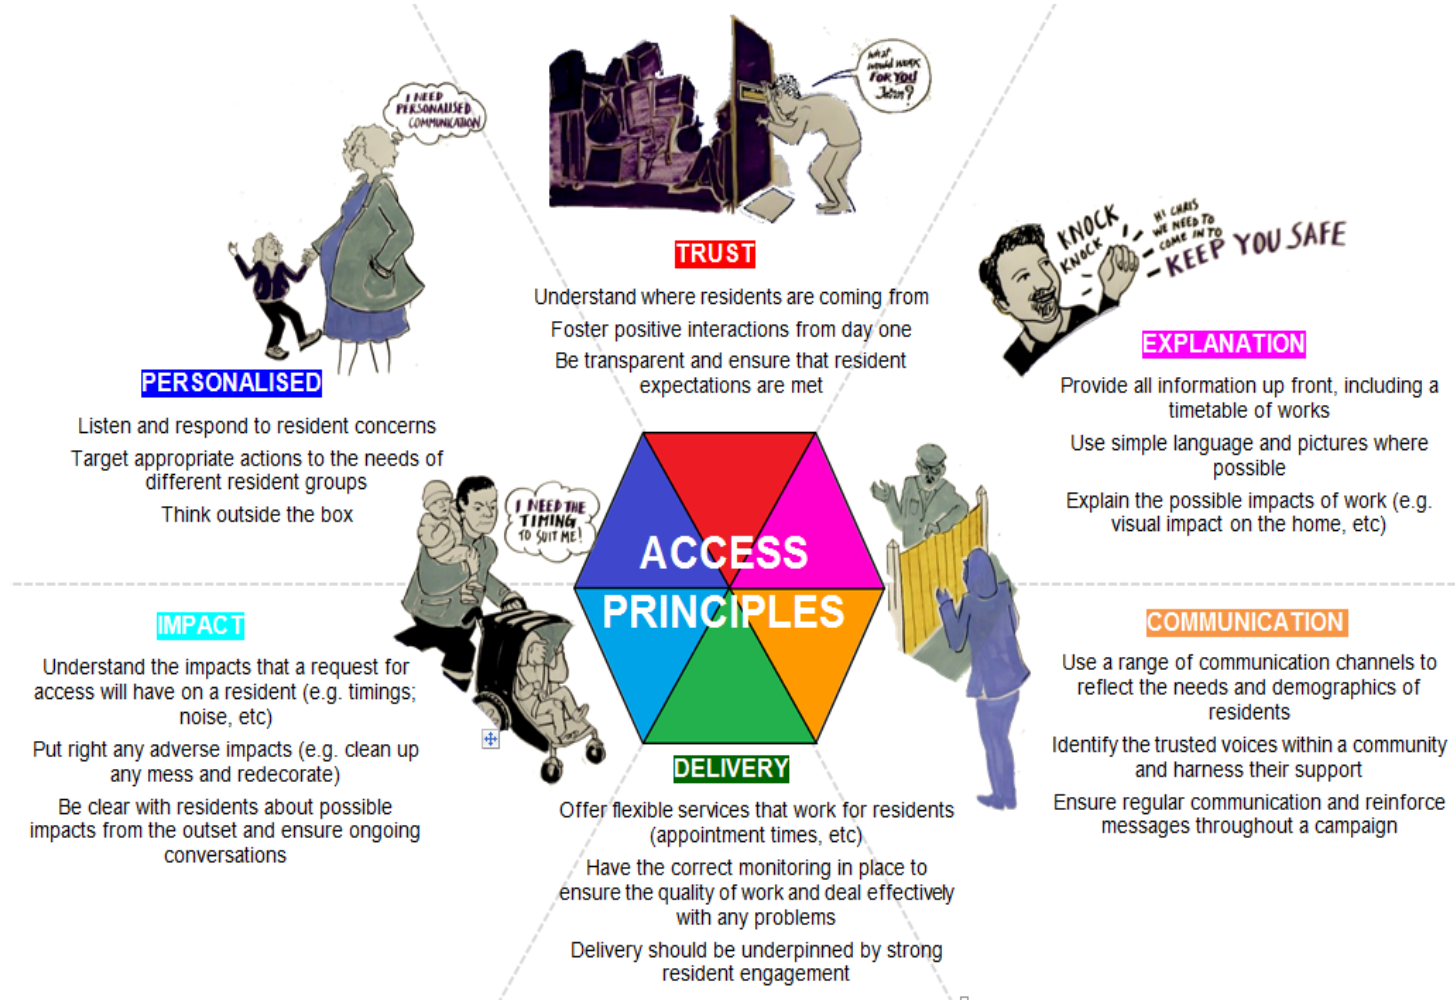 I NEED
PERSONALISED
COMMUNICATION
PERSONALISED
Listen and respond to resident concerns
Target appropriate actions to the needs of
different resident groups
Think outside the box
What
would work
FOR YOU
TRUST
Understand where residents are coming from
Foster positive interactions from day one
Be transparent and ensure that resident
expectations are met
KNOCK
KNOCK
HI CHRIS
WE NEED TO
COME IN TO
KEEP YOU SAFE
EXPLANATION
Provide all information up front, including a
timetable of works
Use simple language and pictures where
possible
Explain the possible impacts of work (e.g.
visual impact on the home, etc)
I NEED THE
TIMING
TO SUIT ME!
ACCESS
PRINCIPLES
IMPACT
Understand the impacts that a request for
access will have on a resident (e.g. timings;
noise, etc)
Put right any adverse impacts (e.g. clean up
any mess and redecorate)
Be clear with residents about possible
impacts from the outset and ensure ongoing
conversations
DELIVERY
Offer flexible services that work for residents
(appointment times, etc)
Have the correct monitoring in place to
ensure the quality of work and deal effectively
with any problems
Delivery should be underpinned by strong
resident engagement
COMMUNICATION
Use a range of communication channels to
reflect the needs and demographics of
residents
Identify the trusted voices within a community
and harness their support
Ensure regular communication and reinforce
messages throughout a campaign